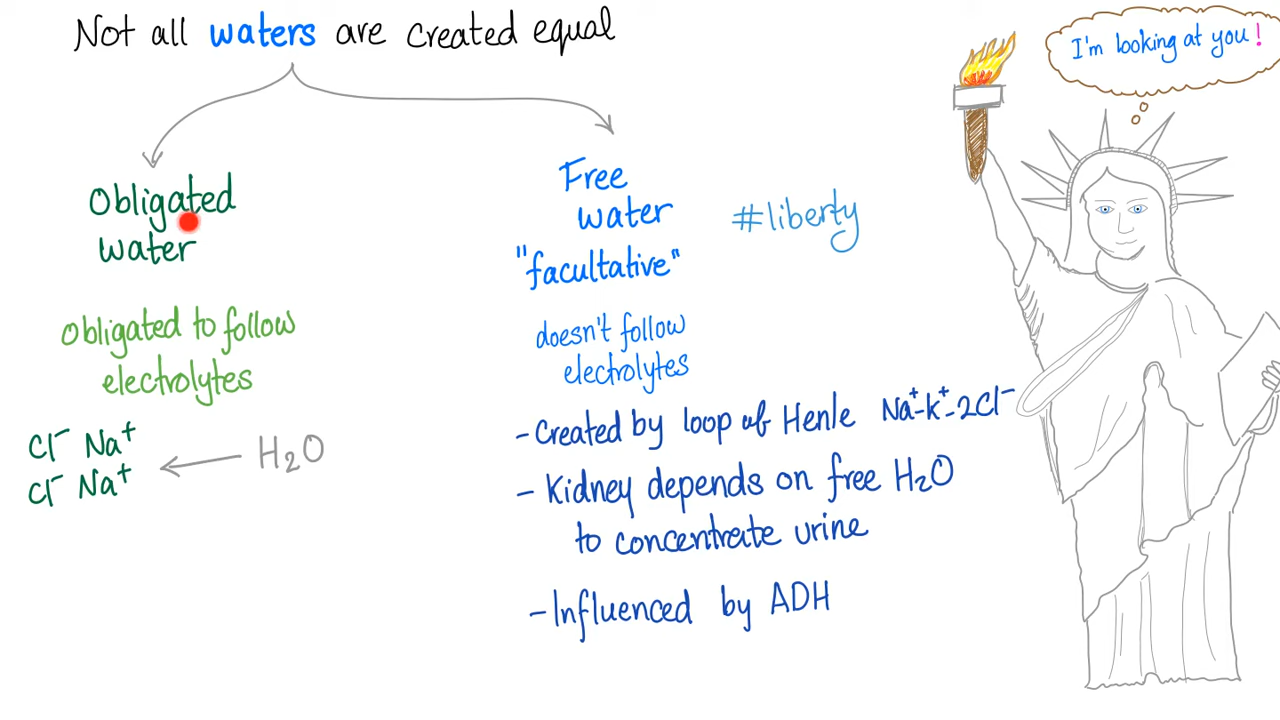 Not all waters are created equal
I'm looking at you!
Obligated
water
Obligated to follow
electrolytes
Cl⁻ Na⁺
Cl⁻ Na⁺
H₂O
Free
water
"facultative"
#liberty
doesn't follow
electrolytes
- Created by loop of Henle Na⁺-K⁺-2Cl⁻
- Kidney depends on free H₂O
to concentrate urine
- Influenced by ADH